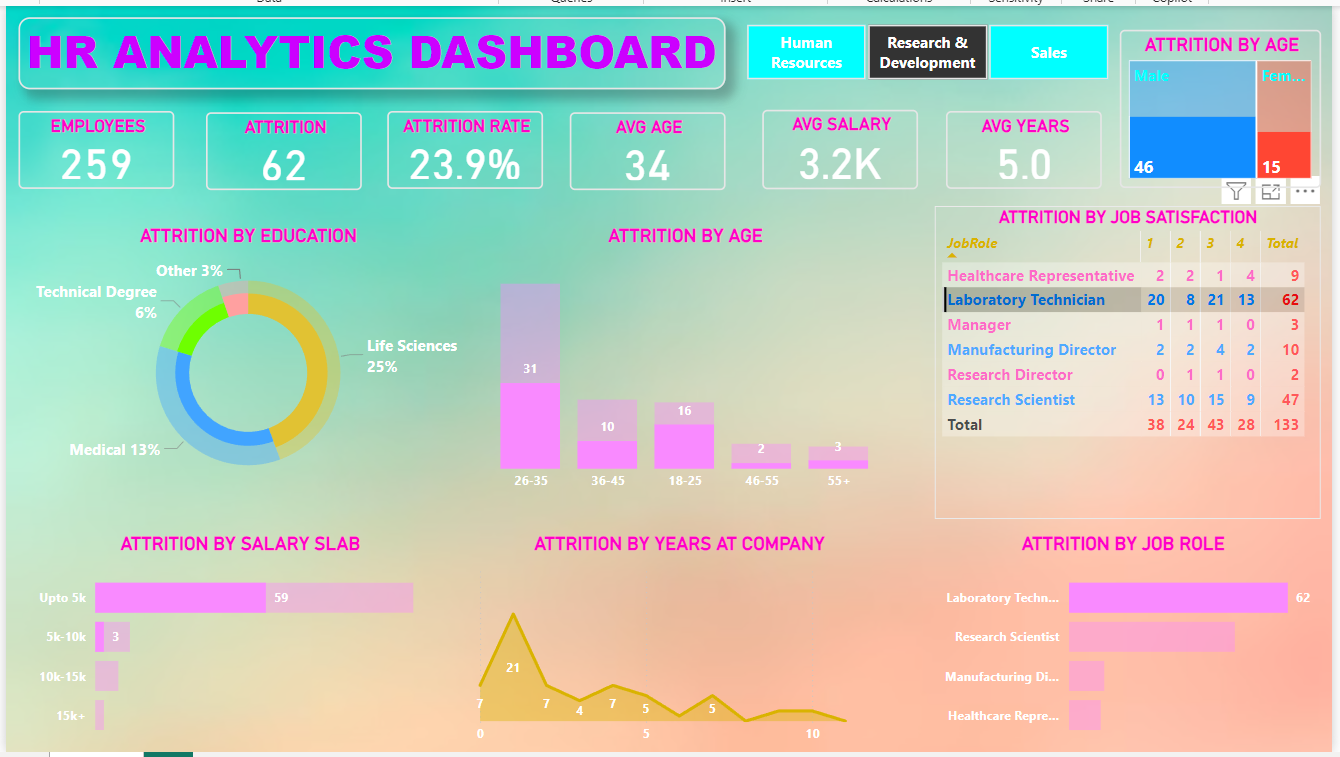 Data
Queries
Insert
Calculations
Sensitivity
Share
Copilot
HR ANALYTICS DASHBOARD
Human
Resources
Research &
Development
Sales
ATTRITION BY AGE
Male
Fem...
46
15
EMPLOYEES
259
ATTRITION
62
ATTRITION RATE
23.9%
AVG AGE
34
AVG SALARY
3.2K
AVG YEARS
5.0
ATTRITION BY EDUCATION
Other 3%
Technical Degree
6%
Life Sciences
25%
Medical 13%
ATTRITION BY AGE
31
10
16
2
3
26-35 36-45 18-25 46-55 55+
ATTRITION BY JOB SATISFACTION
JobRole 1 2 3 4 Total
Healthcare Representative 2 2 1 4 9
Laboratory Technician 20 8 21 13 62
Manager 1 1 1 0 3
Manufacturing Director 2 2 4 2 10
Research Director 0 1 1 0 2
Research Scientist 13 10 15 9 47
Total 38 24 43 28 133
ATTRITION BY SALARY SLAB
Upto 5k 59
5k-10k 3
10k-15k
15k+
ATTRITION BY YEARS AT COMPANY
7
21
7
4
7
5
5
0 5 10
ATTRITION BY JOB ROLE
Laboratory Techn... 62
Research Scientist
Manufacturing Di...
Healthcare Repre...